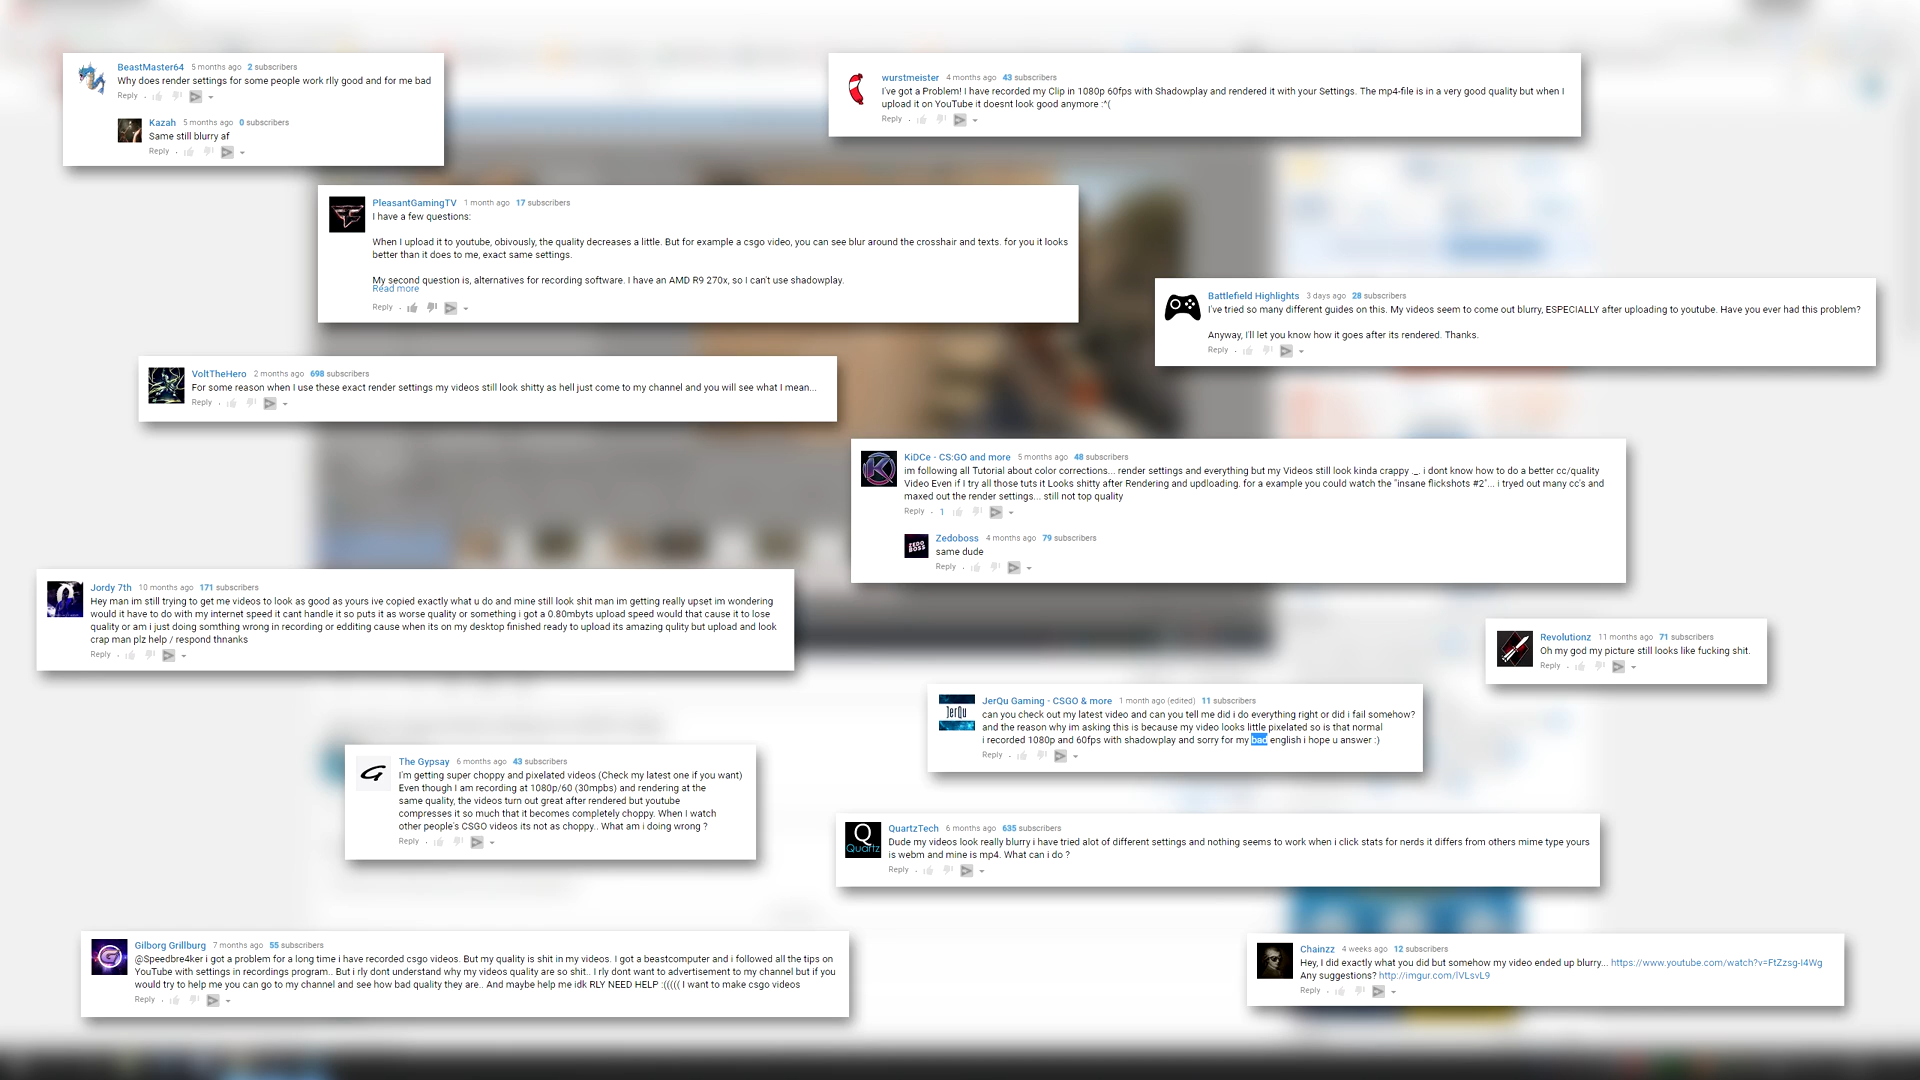 BeastMaster64 5 months ago 2 subscribers
Why does render settings for some people work rlly good and for me bad
Reply
Kazah 5 months ago 0 subscribers
Same still blurry af
Reply
wurstmeister 4 months ago 43 subscribers
I've got a Problem! I have recorded my Clip in 1080p 60fps with Shadowplay and rendered it with your Settings. The mp4-file is in a very good quality but when I
upload it on YouTube it doesnt look good anymore :^(
Reply
PleasantGamingTV 1 month ago 17 subscribers
I have a few questions:
When I upload it to youtube, obivously, the quality decreases a little. But for example a csgo video, you can see blur around the crosshair and texts. for you it looks
better than it does to me, exact same settings.
My second question is, alternatives for recording software. I have an AMD R9 270x, so I can't use shadowplay.
Read more
Reply
Battlefield Highlights 3 days ago 28 subscribers
I've tried so many different guides on this. My videos seem to come out blurry, ESPECIALLY after uploading to youtube. Have you ever had this problem?
Anyway, I'll let you know how it goes after its rendered. Thanks.
Reply
VoltTheHero 2 months ago 698 subscribers
For some reason when I use these exact render settings my videos still look shitty as hell just come to my channel and you will see what I mean...
Reply
KiDCe - CS:GO and more 5 months ago 48 subscribers
im following all Tutorial about color corrections... render settings and everything but my Videos still look kinda crappy ._. i dont know how to do a better cc/quality
Video Even if I try all those tuts it Looks shitty after Rendering and updloading. for a example you could watch the "insane flickshots #2"... i tryed out many cc's and
maxed out the render settings... still not top quality
Reply 1
ZEDO BOSS
Zedoboss 4 months ago 79 subscribers
same dude
Reply
Jordy 7th 10 months ago 171 subscribers
Hey man im still trying to get me videos to look as good as yours ive copied exactly what u do and mine still look shit man im getting really upset im wondering
would it have to do with my internet speed it cant handle it so puts it as worse quality or something i got a 0.80mbyts upload speed would that cause it to lose
quality or am i just doing somthing wrong in recording or edditing cause when its on my desktop finished ready to upload its amazing qulity but upload and look
crap man plz help / respond thnanks
Reply
Revolutionz 11 months ago 71 subscribers
Oh my god my picture still looks like fucking shit.
Reply
JerQu
JerQu Gaming - CSGO & more 1 month ago (edited) 11 subscribers
can you check out my latest video and can you tell me did i do everything right or did i fail somehow?
and the reason why im asking this is because my video looks little pixelated so is that normal
i recorded 1080p and 60fps with shadowplay and sorry for my bad english i hope u answer :)
Reply
The Gypsay 6 months ago 43 subscribers
I'm getting super choppy and pixelated videos (Check my latest one if you want)
Even though I am recording at 1080p/60 (30mpbs) and rendering at the
same quality, the videos turn out great after rendered but youtube
compresses it so much that it becomes completely choppy. When I watch
other people's CSGO videos its not as choppy.. What am i doing wrong ?
Reply
Q Quartz
QuartzTech 6 months ago 635 subscribers
Dude my videos look really blurry i have tried alot of different settings and nothing seems to work when i click stats for nerds it differs from others mime type yours
is webm and mine is mp4. What can i do ?
Reply
Gilborg Grillburg 7 months ago 55 subscribers
@Speedbre4ker i got a problem for a long time i have recorded csgo videos. But my quality is shit in my videos. I got a beastcomputer and i followed all the tips on
YouTube with settings in recordings program.. But i rly dont understand why my videos quality are so shit.. I rly dont want to advertisement to my channel but if you
would try to help me you can go to my channel and see how bad quality they are.. And maybe help me idk RLY NEED HELP :((((( I want to make csgo videos
Reply
Chainzz 4 weeks ago 12 subscribers
Hey, I did exactly what you did but somehow my video ended up blurry... https://www.youtube.com/watch?v=FtZzsg-I4Wg
Any suggestions? http://imgur.com/lVLsvL9
Reply